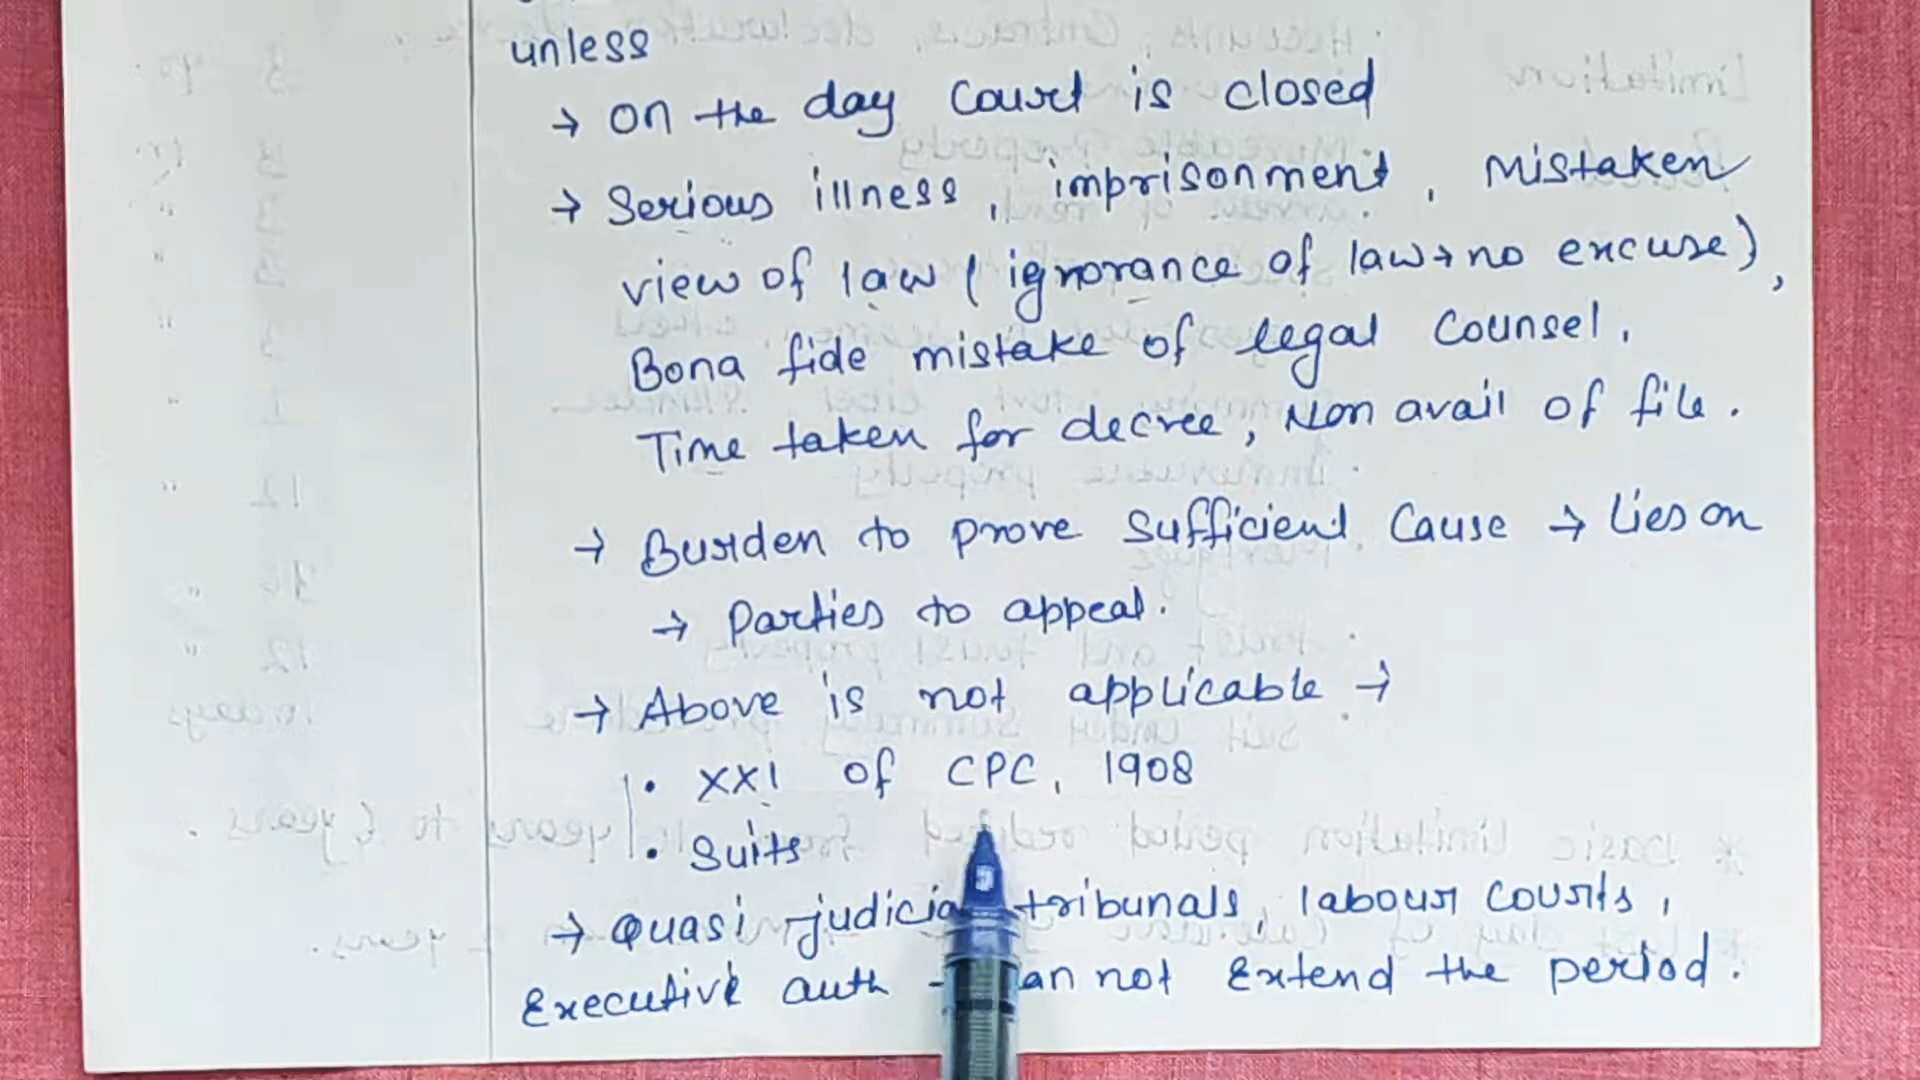 unless
→ on the day Court is closed
→ Serious illness, imprisonment, Mistaken
view of law (ignorance of law → no excuse),
Bona fide mistake of legal Counsel,
Time taken for decree, Non avail of file.
→ Burden to prove Sufficient Cause → Lies on
→ Parties to appeal.
→ Above is not applicable →
• XXI of CPC, 1908
• Suits
→ Quasi-judicial tribunals, labour Courts,
Executive auth - can not Extend the period.